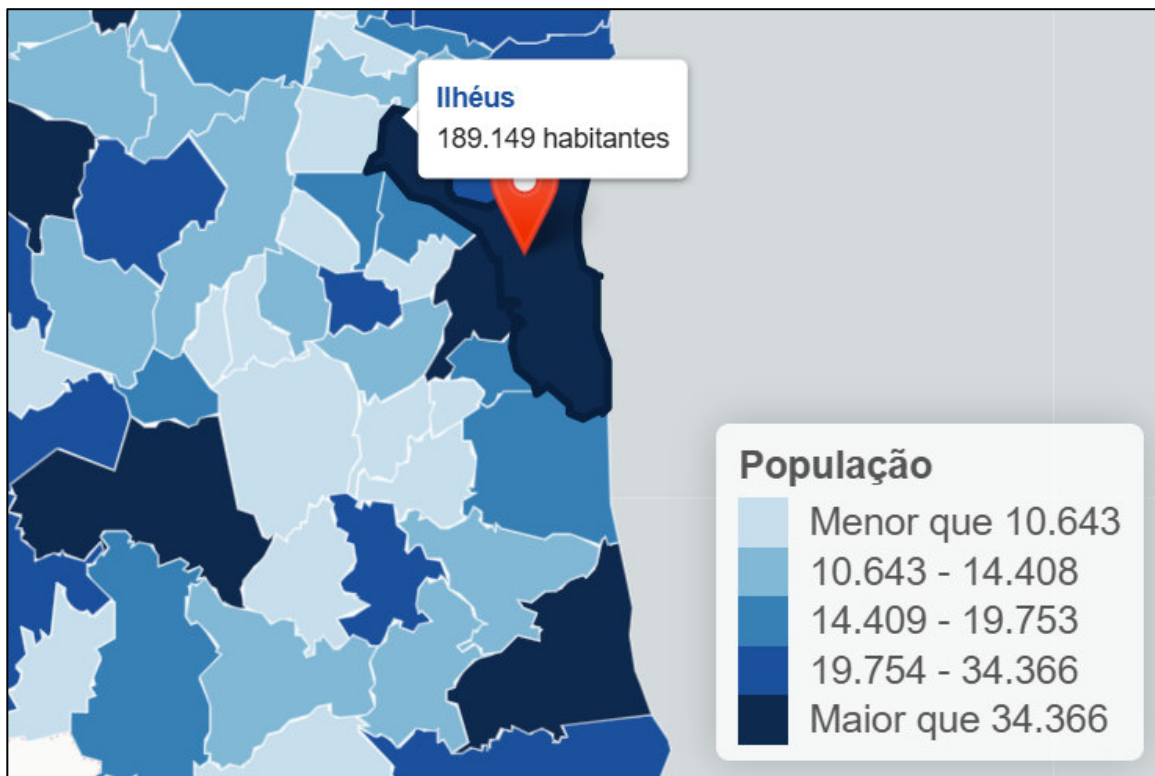 Ilhéus
189.149 habitantes
População
Menor que 10.643
10.643 - 14.408
14.409 - 19.753
19.754 - 34.366
Maior que 34.366